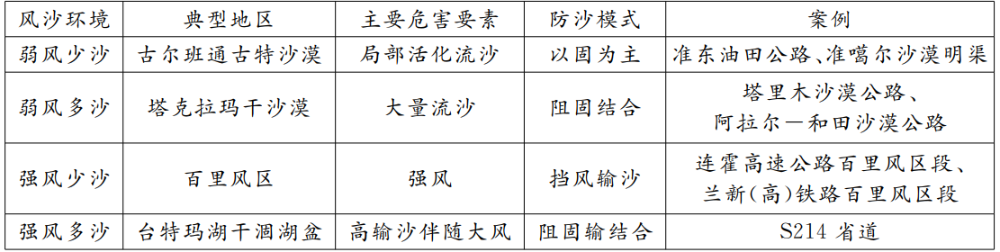 风沙环境 典型地区 主要危害要素 防沙模式 案例
弱风少沙 古尔班通古特沙漠 局部活化流沙 以固为主 准东油田公路、准噶尔沙漠明渠
弱风多沙 塔克拉玛干沙漠 大量流沙 阻固结合 塔里木沙漠公路、
阿拉尔－和田沙漠公路
强风少沙 百里风区 强风 挡风输沙 连霍高速公路百里风区段、
兰新(高)铁路百里风区段
强风多沙 台特玛湖干涸湖盆 高输沙伴随大风 阻固输结合 S214省道